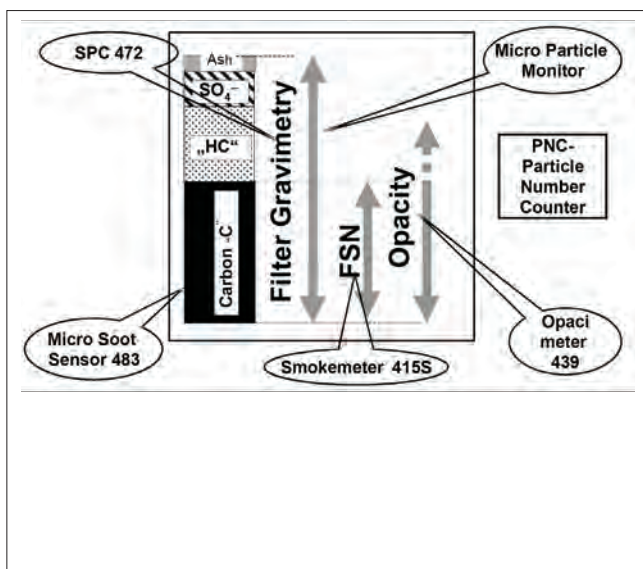 SPC 472
Ash
SO₄⁻⁻
„HC“
Carbon -C
Filter Gravimetry
FSN
Opacity
Micro Particle
Monitor
PNC-
Particle
Number
Counter
Micro Soot
Sensor 483
Smokemeter 415S
Opaci
meter
439